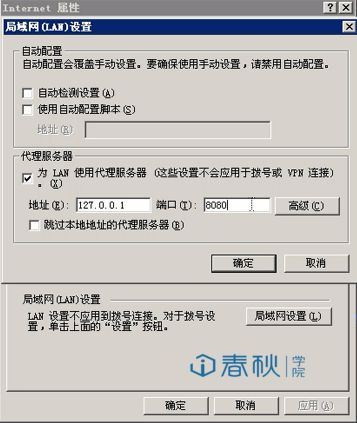 Internet 属性
局域网(LAN)设置
自动配置
自动配置会覆盖手动设置。要确保使用手动设置，请禁用自动配置。
自动检测设置(A)
使用自动配置脚本(S)
地址(R)
代理服务器
为 LAN 使用代理服务器 (这些设置不会应用于拨号或 VPN 连接)
。(X)
地址(E): 127.0.0.1 端口(T): 8080 高级(C)
跳过本地地址的代理服务器(B)
确定 取消
局域网(LAN)设置
LAN 设置不应用到拨号连接。对于拨号设
置，单击上面的“设置”按钮。
局域网设置(L)
i春秋 学院
确定 取消 应用(A)